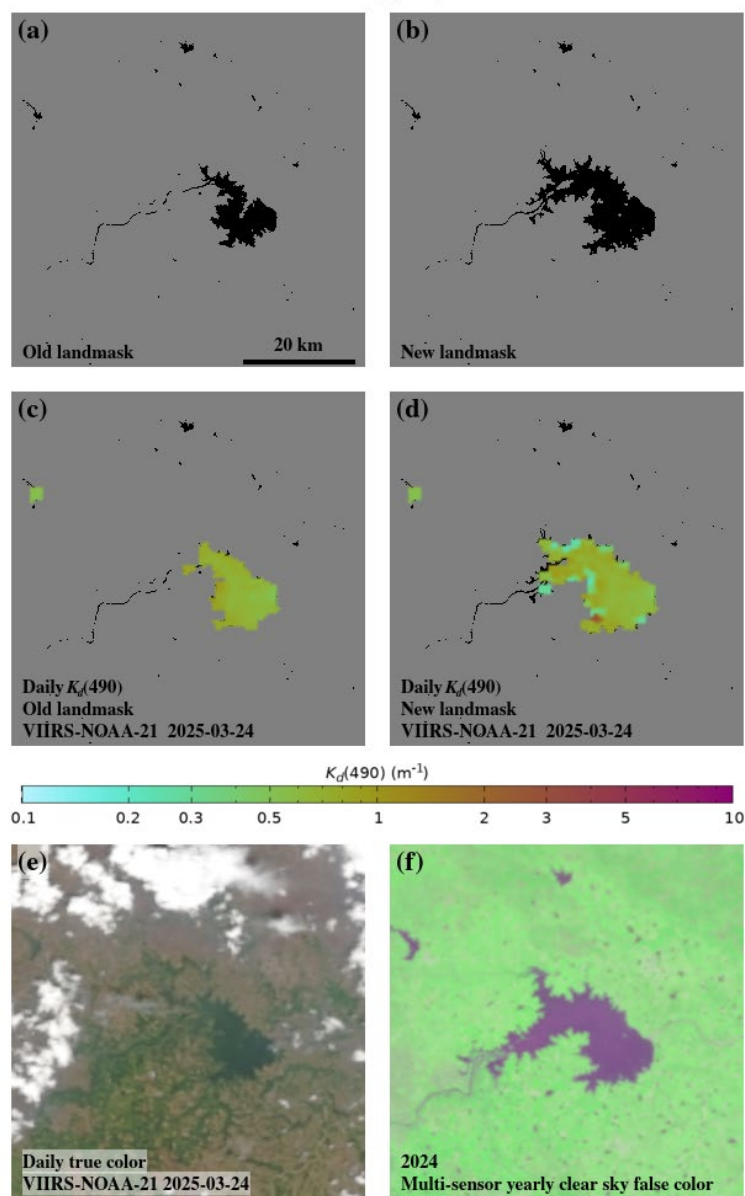 (a)
(b)
Old landmask
20 km
New landmask
(c)
(d)
Daily Kd(490)
Old landmask
VIIRS-NOAA-21 2025-03-24
Daily Kd(490)
New landmask
VIIRS-NOAA-21 2025-03-24
Kd(490) (m⁻¹)
0.1 0.2 0.3 0.5 1 2 3 5 10
(e)
(f)
Daily true color
VIIRS-NOAA-21 2025-03-24
2024
Multi-sensor yearly clear sky false color